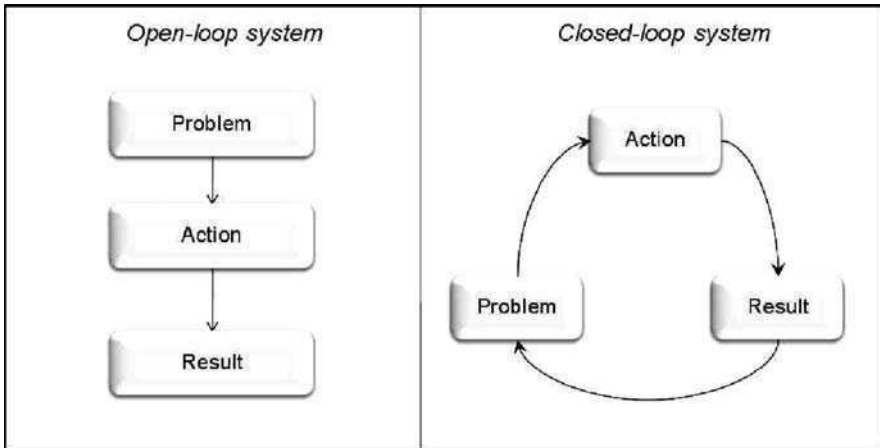 Open-loop system
Problem
Action
Result
Closed-loop system
Action
Problem
Result